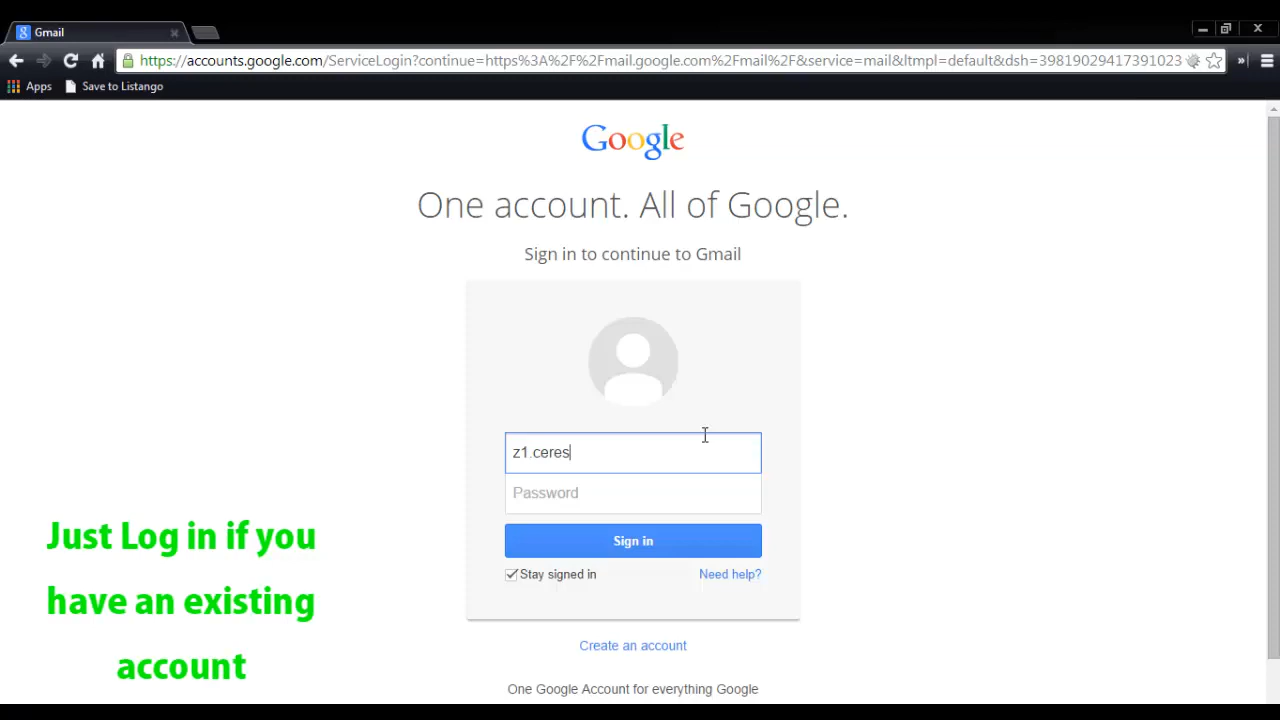 Gmail
https://accounts.google.com/ServiceLogin?continue=https%3A%2F%2Fmail.google.com%2Fmail%2F&service=mail&ltmpl=default&dsh=39819029417391023
Apps
Save to Listango
Google
One account. All of Google.
Sign in to continue to Gmail
z1.ceres
Password
Sign in
Stay signed in
Need help?
Create an account
One Google Account for everything Google
Just Log in if you
have an existing
account